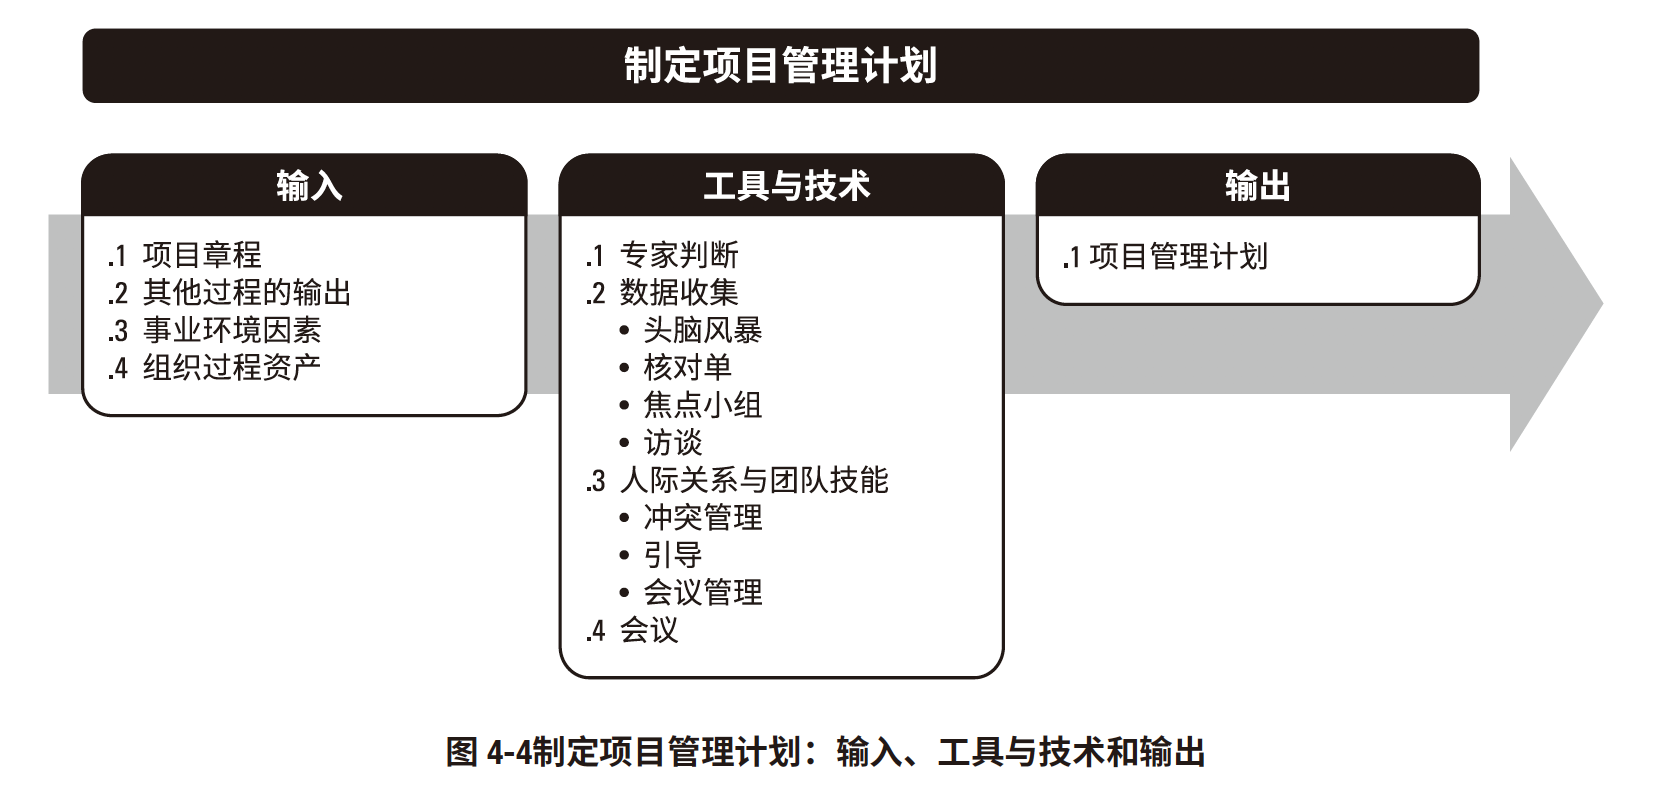 制定项目管理计划
输入
.1 项目章程
.2 其他过程的输出
.3 事业环境因素
.4 组织过程资产
工具与技术
.1 专家判断
.2 数据收集
• 头脑风暴
• 核对单
• 焦点小组
• 访谈
.3 人际关系与团队技能
• 冲突管理
• 引导
• 会议管理
.4 会议
输出
.1 项目管理计划
图 4-4制定项目管理计划：输入、工具与技术和输出